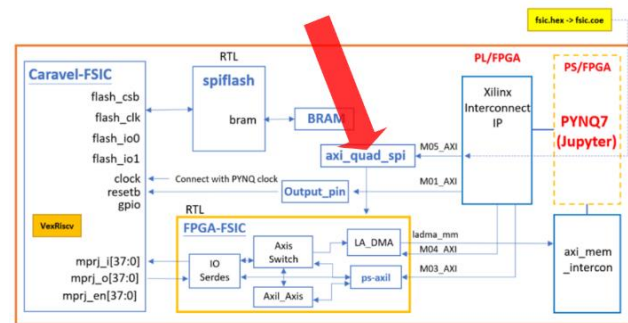 fsic.hex -> fsic.coe
Caravel-FSIC
flash_csb
flash_clk
flash_io0
flash_io1
clock
resetb
gpio
VexRiscv
mprj_i[37:0]
mprj_o[37:0]
mprj_en[37:0]
RTL
spiflash
bram
BRAM
axi_quad_spi
Connect with PYNQ clock
Output_pin
PL/FPGA
Xilinx
Interconnect
IP
PS/FPGA
PYNQ7
(Jupyter)
M05_AXI
M01_AXI
RTL
FPGA-FSIC
IO
Serdes
Axis
Switch
Axil_Axis
LA_DMA
ps-axil
ladma_mm
M04_AXI
M03_AXI
axi_mem
_intercon